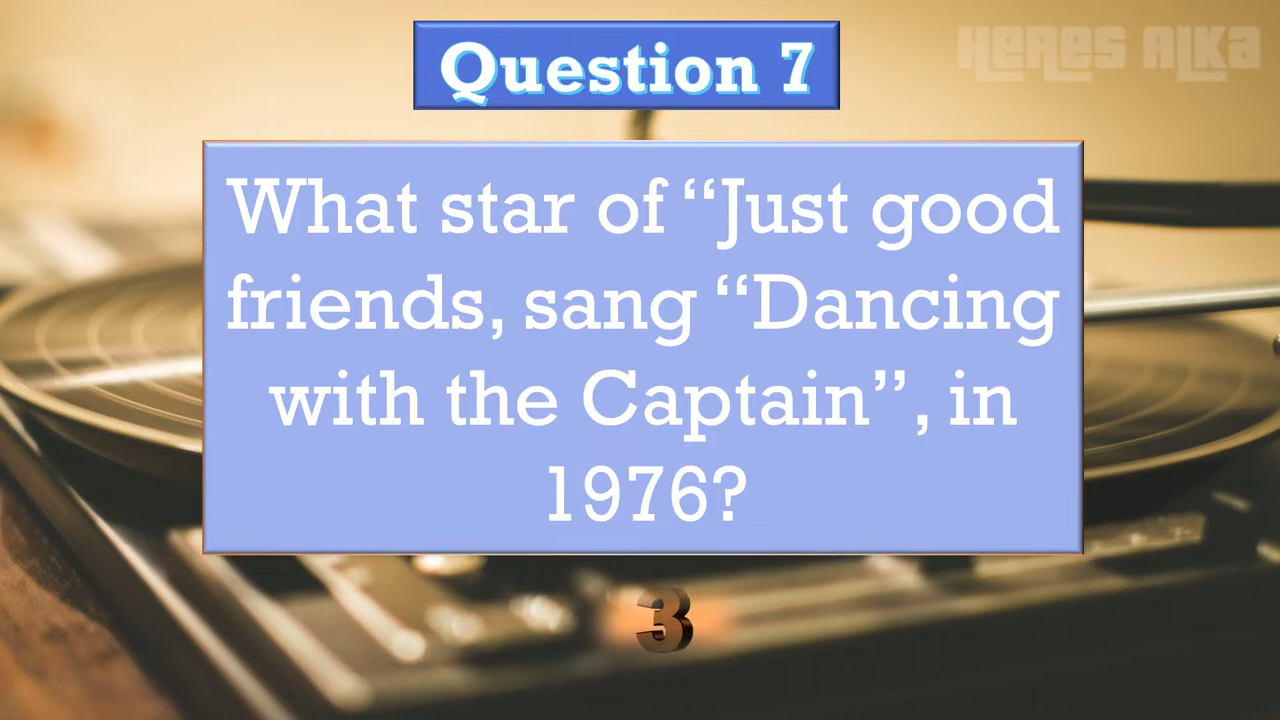 Question 7
HERES ALKA
What star of “Just good
friends, sang “Dancing
with the Captain”, in
1976?
3